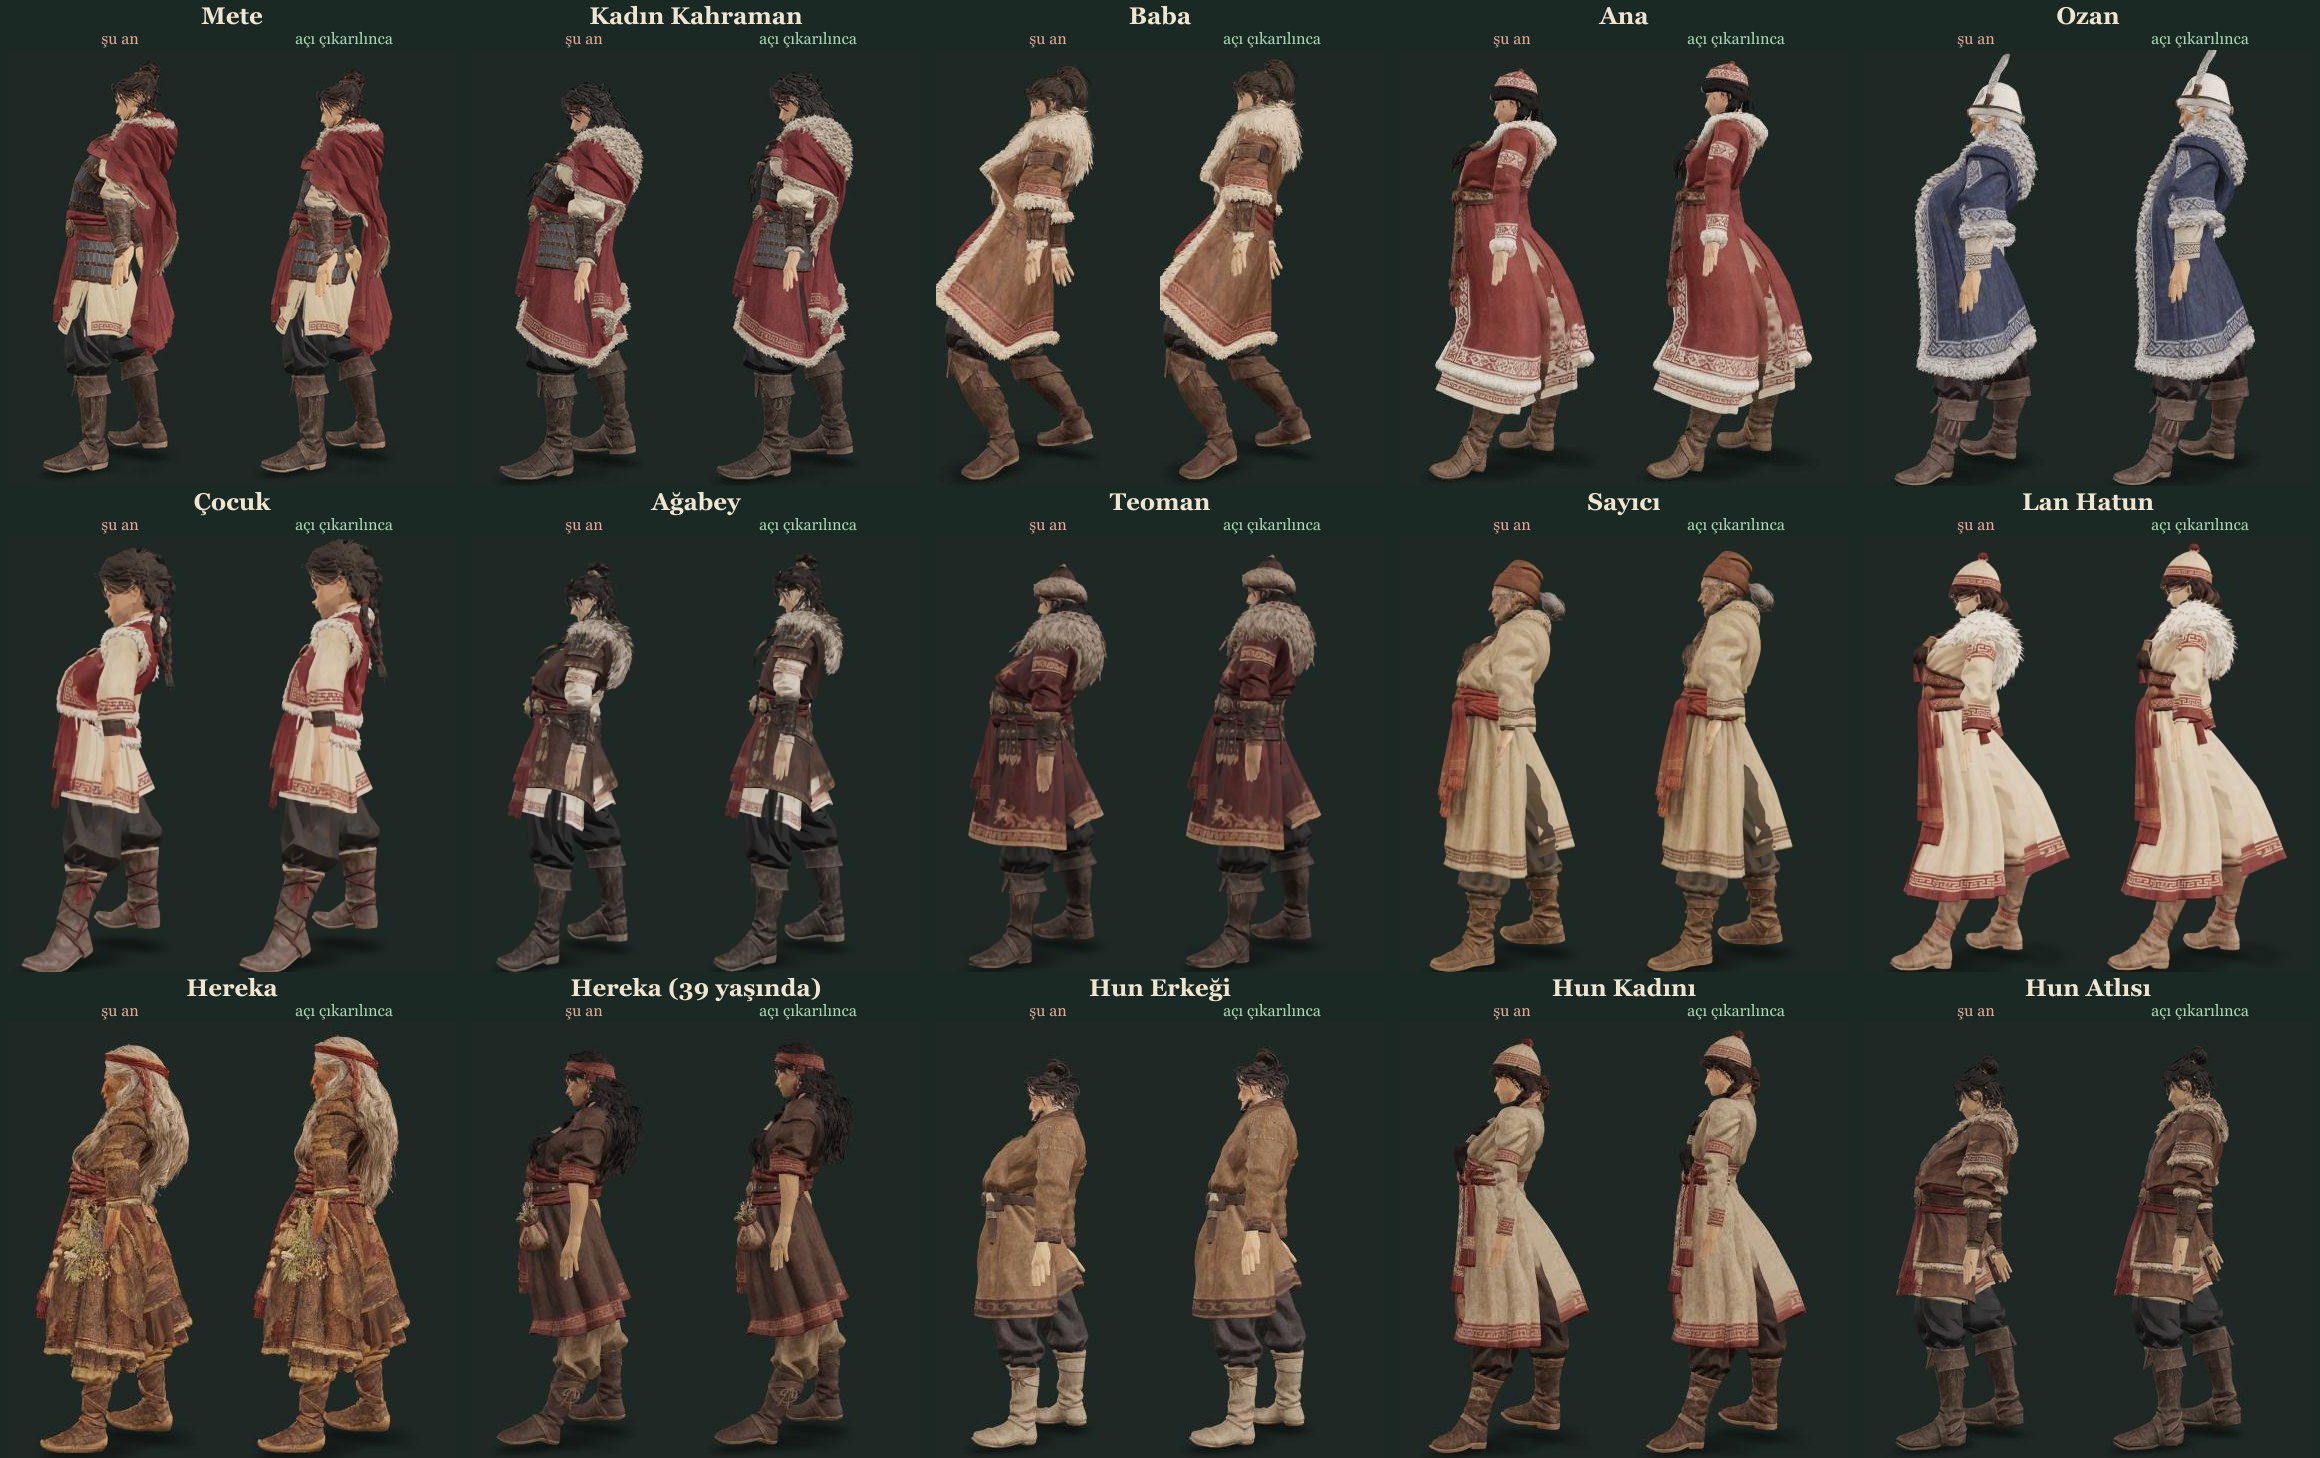 Mete
şu an açı çıkarılınca
Kadın Kahraman
şu an açı çıkarılınca
Baba
şu an açı çıkarılınca
Ana
şu an açı çıkarılınca
Ozan
şu an açı çıkarılınca
Çocuk
şu an açı çıkarılınca
Ağabey
şu an açı çıkarılınca
Teoman
şu an açı çıkarılınca
Sayıcı
şu an açı çıkarılınca
Lan Hatun
şu an açı çıkarılınca
Hereka
şu an açı çıkarılınca
Hereka (39 yaşında)
şu an açı çıkarılınca
Hun Erkeği
şu an açı çıkarılınca
Hun Kadını
şu an açı çıkarılınca
Hun Atlısı
şu an açı çıkarılınca